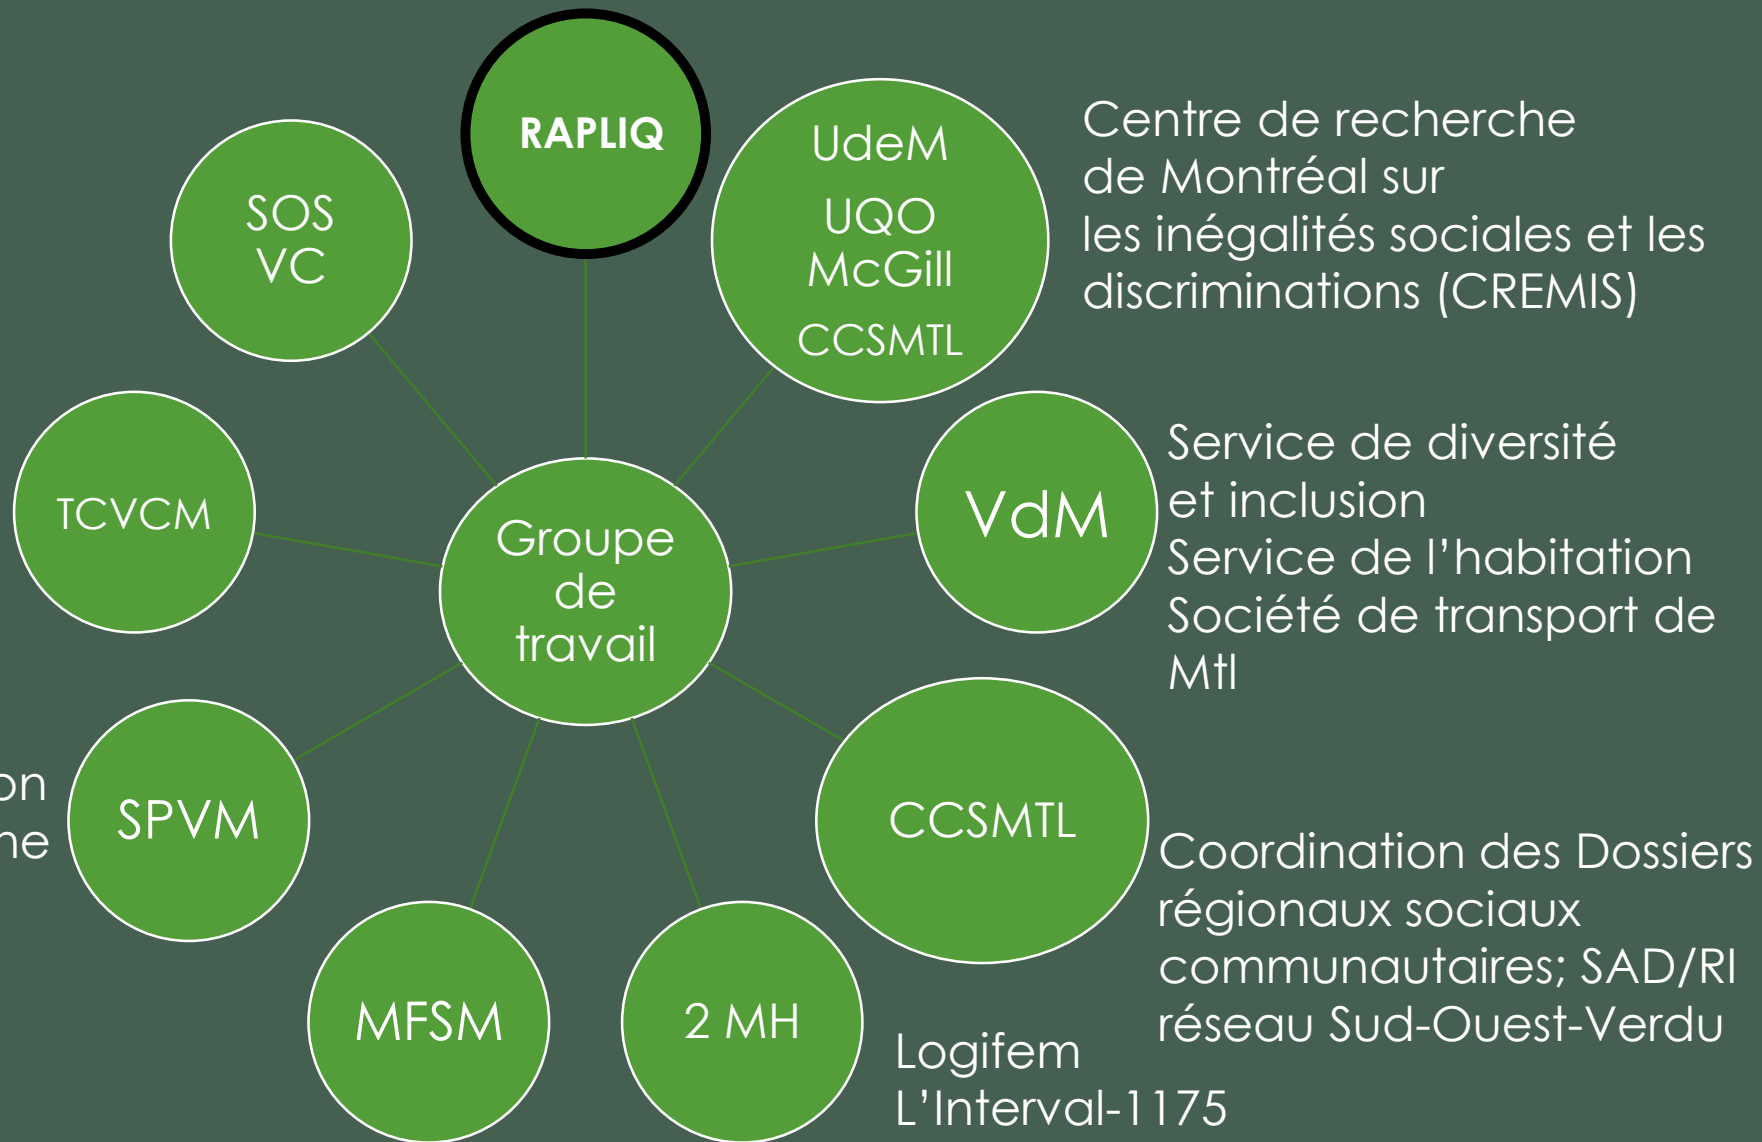 RAPLIQ
UdeM
UQO
McGill
CCSMTL
Centre de recherche
de Montréal sur
les inégalités sociales et les
discriminations (CREMIS)
VdM
Service de diversité
et inclusion
Service de l'habitation
Société de transport de
Mtl
CCSMTL
Coordination des Dossiers
régionaux sociaux
communautaires; SAD/RI
réseau Sud-Ouest-Verdu
2 MH
Logifem
L'Interval-1175
MFSM
SPVM
TCVCM
SOS
VC
Groupe
de
travail